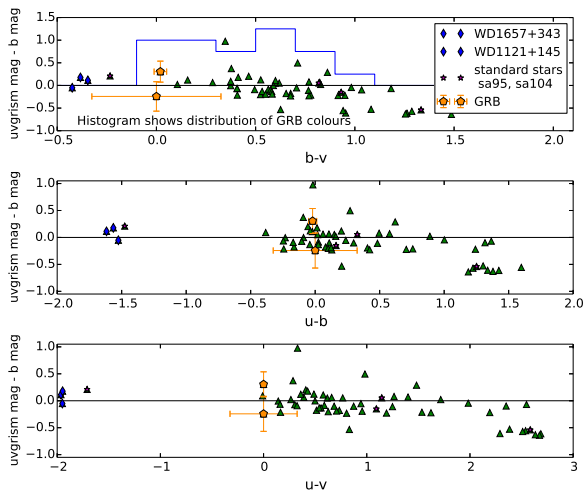 1.5
1.0
0.5
0.0
−0.5
−1.0
uvgrism mag - b mag
WD1657+343
WD1121+145
standard stars
sa95, sa104
GRB
Histogram shows distribution of GRB colours
−0.5 0.0 0.5 1.0 1.5 2.0
b-v
1.0
0.5
0.0
−0.5
−1.0
uvgrism mag - b mag
−2.0 −1.5 −1.0 −0.5 0.0 0.5 1.0 1.5 2.0
u-b
1.0
0.5
0.0
−0.5
−1.0
uvgrism mag - b mag
−2 −1 0 1 2 3
u-v